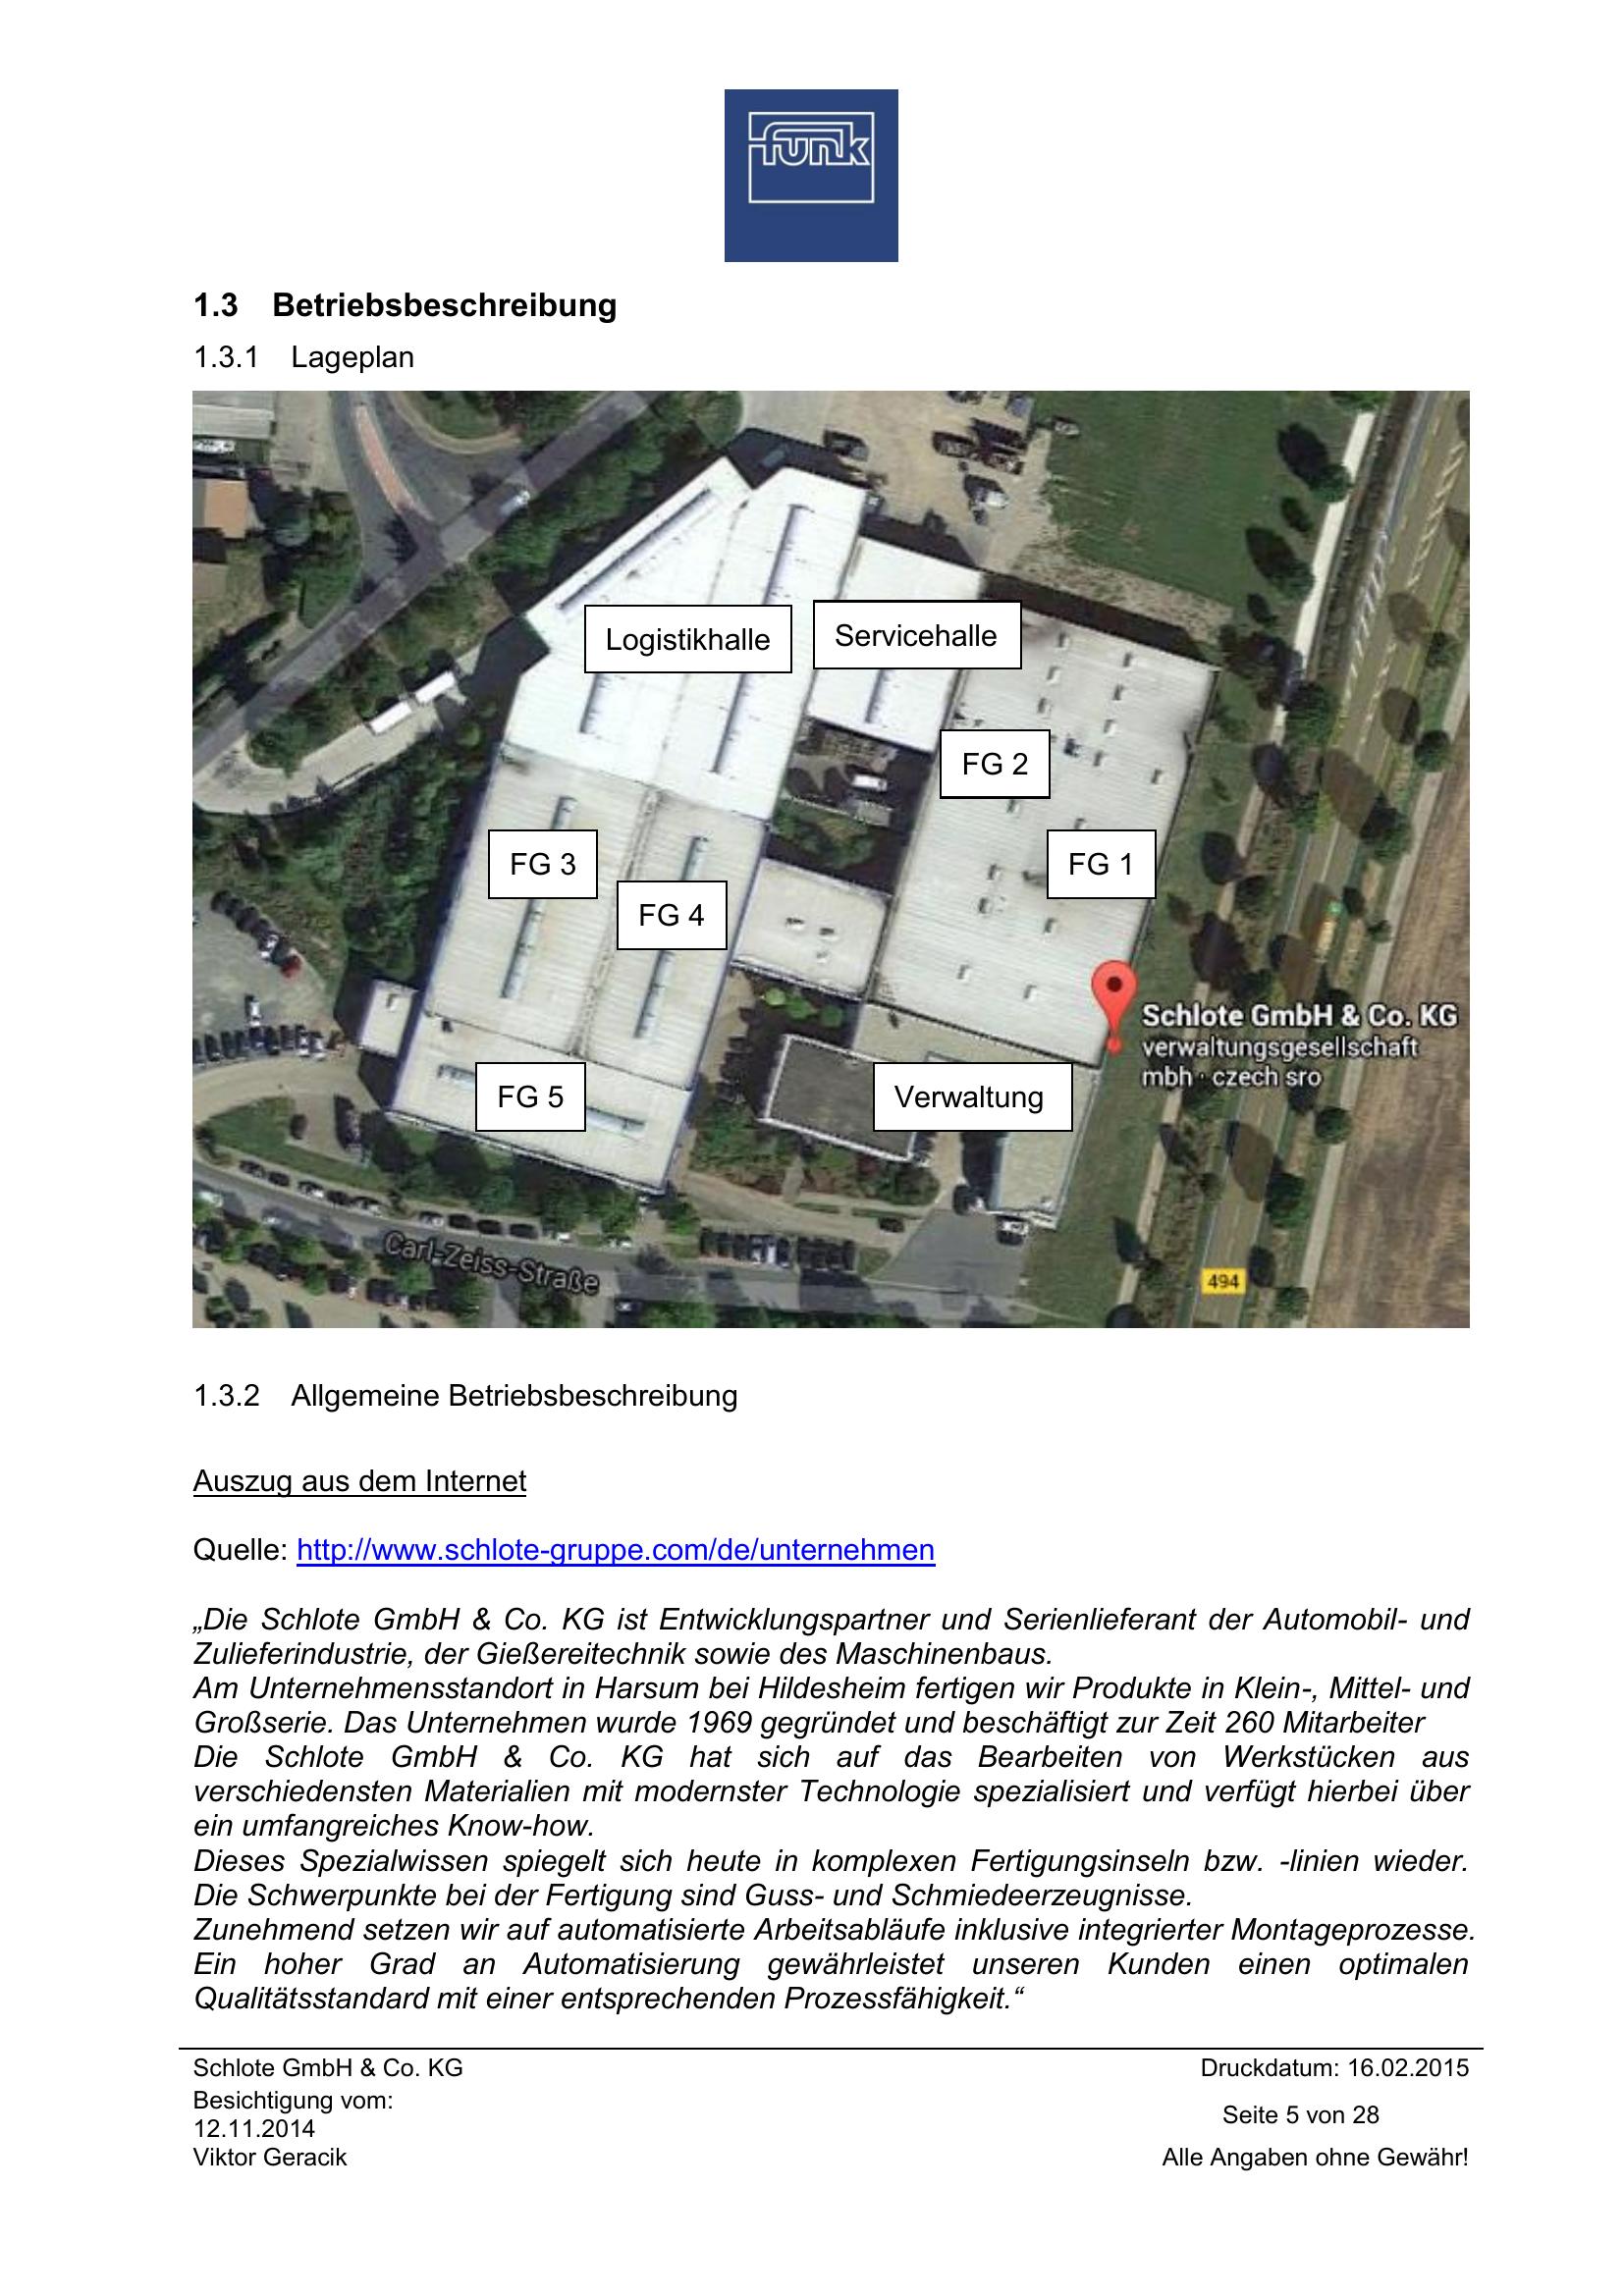 funk
1.3 Betriebsbeschreibung
1.3.1 Lageplan
Logistikhalle
Servicehalle
FG 2
FG 3
FG 1
FG 4
Schlote GmbH & Co. KG
verwaltungsgesellschaft
mbh · czech sro
FG 5
Verwaltung
Carl-Zeiss-Straße
494
1.3.2 Allgemeine Betriebsbeschreibung
Auszug aus dem Internet
Quelle: http://www.schlote-gruppe.com/de/unternehmen
„Die Schlote GmbH & Co. KG ist Entwicklungspartner und Serienlieferant der Automobil- und
Zulieferindustrie, der Gießereitechnik sowie des Maschinenbaus.
Am Unternehmensstandort in Harsum bei Hildesheim fertigen wir Produkte in Klein-, Mittel- und
Großserie. Das Unternehmen wurde 1969 gegründet und beschäftigt zur Zeit 260 Mitarbeiter
Die Schlote GmbH & Co. KG hat sich auf das Bearbeiten von Werkstücken aus
verschiedensten Materialien mit modernster Technologie spezialisiert und verfügt hierbei über
ein umfangreiches Know-how.
Dieses Spezialwissen spiegelt sich heute in komplexen Fertigungsinseln bzw. -linien wieder.
Die Schwerpunkte bei der Fertigung sind Guss- und Schmiedeerzeugnisse.
Zunehmend setzen wir auf automatisierte Arbeitsabläufe inklusive integrierter Montageprozesse.
Ein hoher Grad an Automatisierung gewährleistet unseren Kunden einen optimalen
Qualitätsstandard mit einer entsprechenden Prozessfähigkeit.“
Schlote GmbH & Co. KG
Druckdatum: 16.02.2015
Besichtigung vom:
12.11.2014
Seite 5 von 28
Viktor Geracik
Alle Angaben ohne Gewähr!